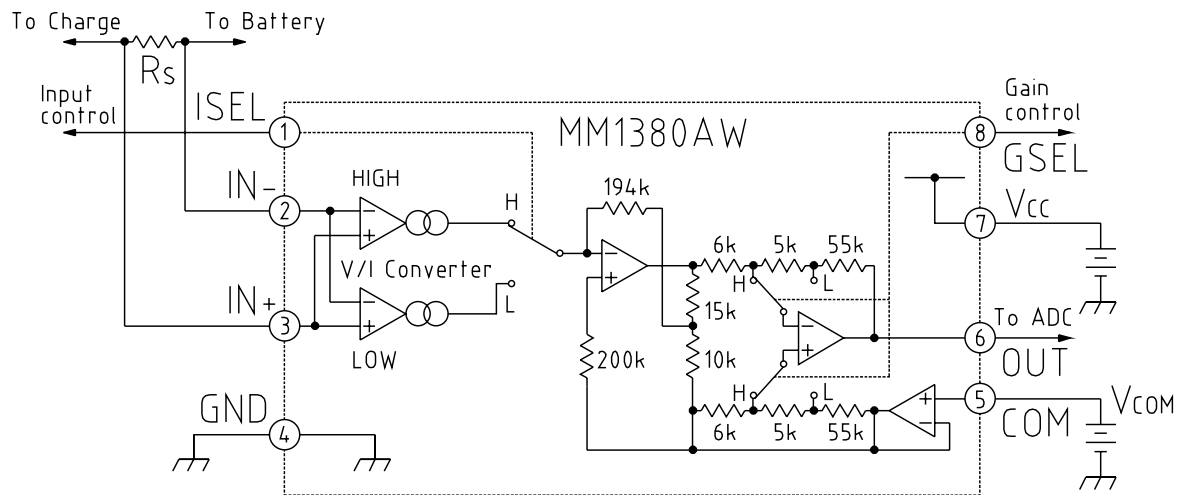 To Charge
To Battery
Rs
Input
control
ISEL
1
MM1380AW
Gain
control
8
GSEL
IN-
2
HIGH
-
+
H
194k
VCC
7
V/I Converter
L
-
+
6k
5k
55k
H
L
15k
IN+
3
-
+
LOW
200k
10k
-
+
To ADC
6
OUT
GND
4
H
L
6k
5k
55k
+
-
5
COM
VCOM